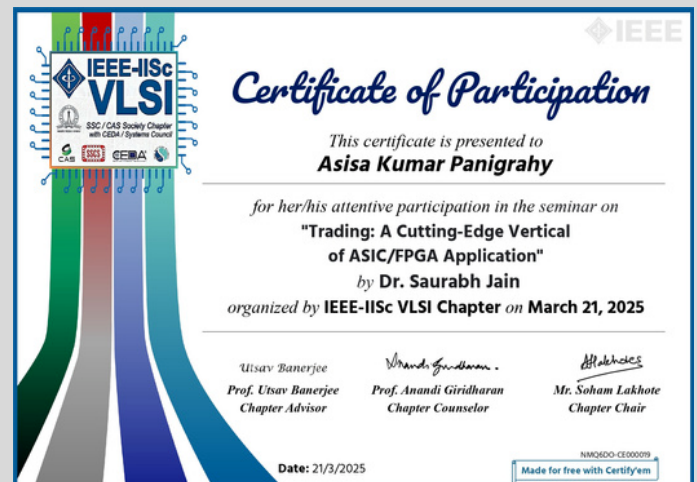 IEEE
IEEE-IISc
VLSI
SSC / CAS Society Chapter
with CEDA / Systems Council
CAS
SSCS
CEDA
Certificate of Participation
This certificate is presented to
Asisa Kumar Panigrahy
for her/his attentive participation in the seminar on
"Trading: A Cutting-Edge Vertical
of ASIC/FPGA Application"
by Dr. Saurabh Jain
organized by IEEE-IISc VLSI Chapter on March 21, 2025
Utsav Banerjee
Prof. Utsav Banerjee
Chapter Advisor
Anandi Giridharan.
Prof. Anandi Giridharan
Chapter Counselor
SLakhotes
Mr. Soham Lakhote
Chapter Chair
Date: 21/3/2025
NMQ6DO-CE000019
Made for free with Certify'em